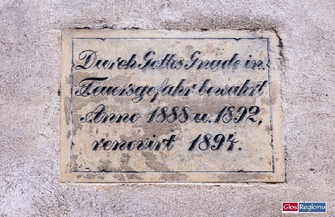 Durch Gottes Gnade in
Feuersgefahr bewahrt
Anno 1888 u. 1892,
renovirt 1894.
Głos Regionu